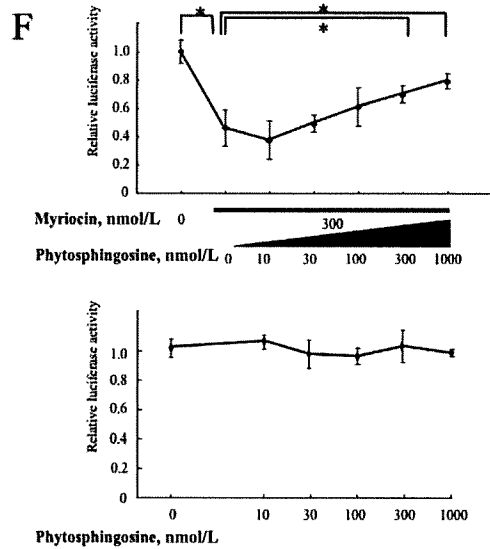 F
* *
*
Relative luciferase activity
1.0
0.8
0.6
0.4
0.2
0
Myriocin, nmol/L 0 300
Phytosphingosine, nmol/L 0 10 30 100 300 1000
Relative luciferase activity
1.0
0.8
0.6
0.4
0.2
0
0 10 30 100 300 1000
Phytosphingosine, nmol/L